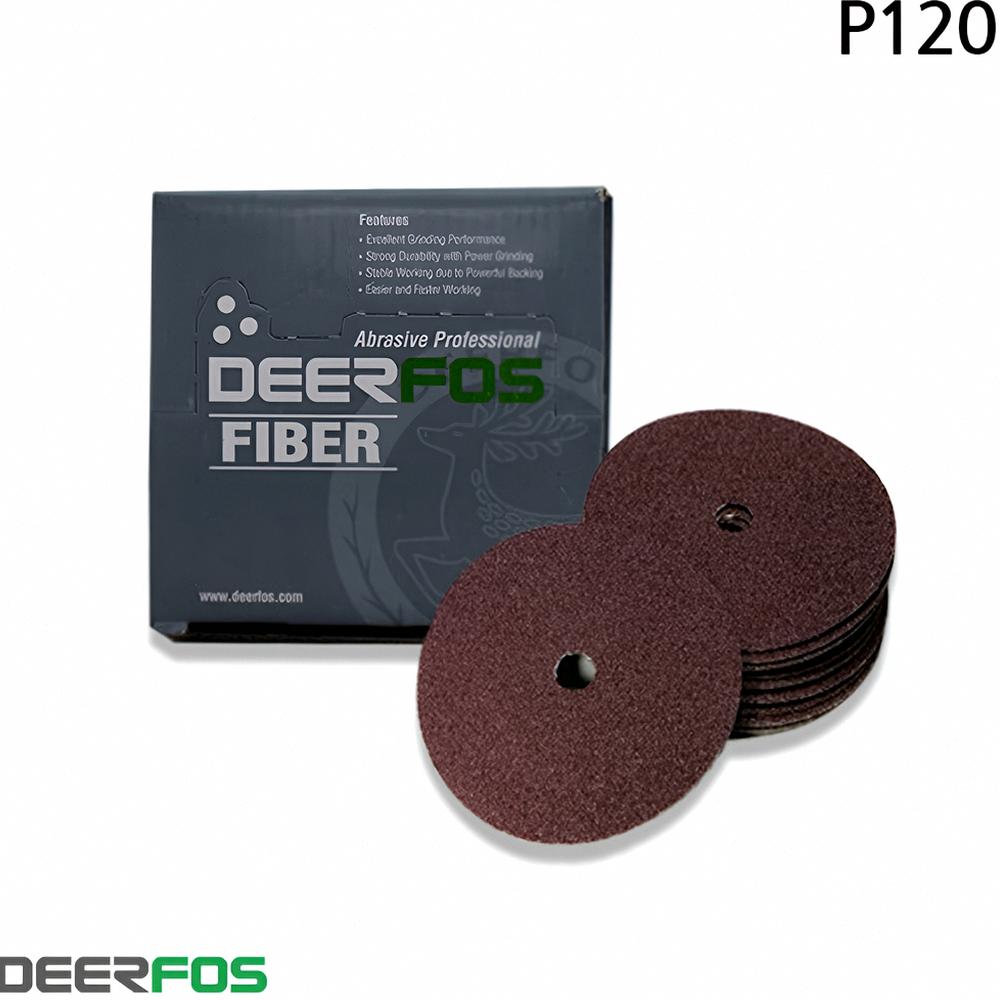 P120
Features
• Excellent Grinding Performance
• Strong Durability with Power Grinding
• Stable Working due to Powerful Backing
• Easier and Faster Working
Abrasive Professional
DEERFOS
FIBER
www.deerfos.com
DEERFOS